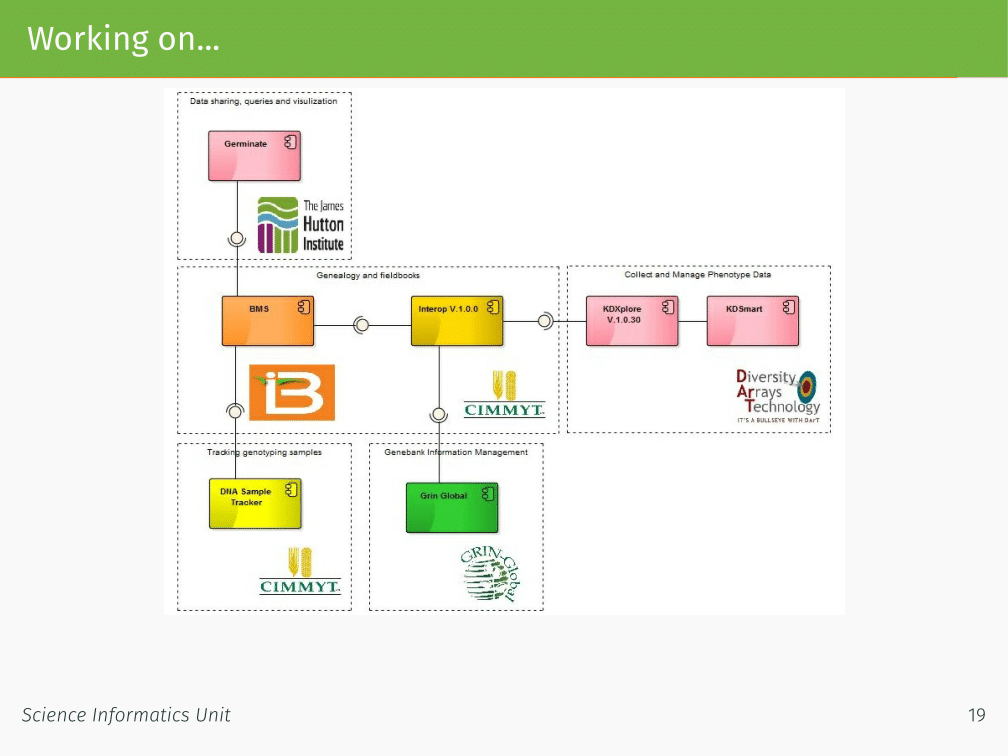 Working on...
Data sharing, queries and visulization
Germinate
The James
Hutton
Institute
Genealogy and fieldbooks
BMS
Interop V.1.0.0
iB
CIMMYT.
Collect and Manage Phenotype Data
KDXplore
V.1.0.30
KDSmart
Diversity
Arrays
Technology
IT'S A BULLSEYE WITH DArT
Tracking genotyping samples
DNA Sample
Tracker
CIMMYT.
Genebank Information Management
Grin Global
GRIN-Global
Science Informatics Unit
19